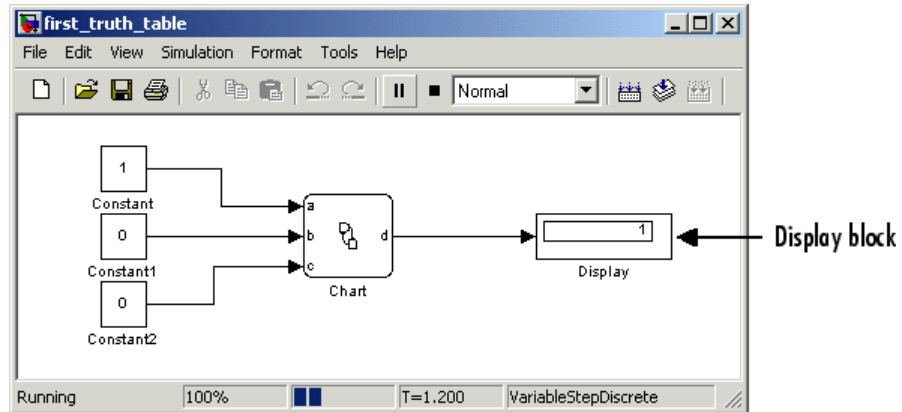 first_truth_table
File Edit View Simulation Format Tools Help
Normal
1
Constant
0
Constant1
0
Constant2
a
b
c
d
Chart
1
Display
Display block
Running 100% T=1.200 VariableStepDiscrete